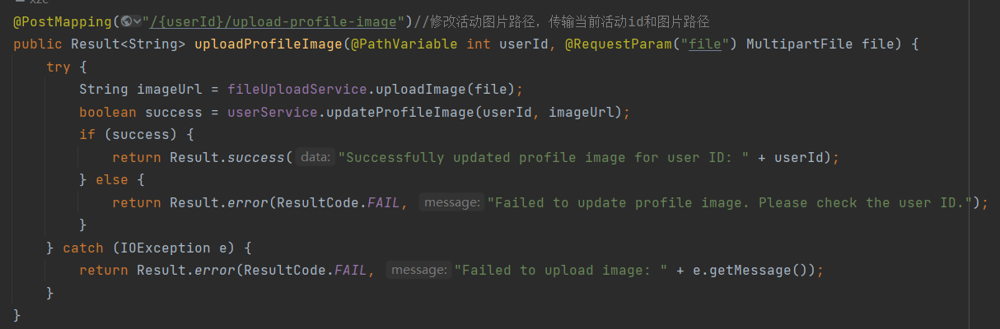 xzc
@PostMapping("/{userId}/upload-profile-image")//修改活动图片路径，传输当前活动id和图片路径
public Result<String> uploadProfileImage(@PathVariable int userId, @RequestParam("file") MultipartFile file) {
try {
String imageUrl = fileUploadService.uploadImage(file);
boolean success = userService.updateProfileImage(userId, imageUrl);
if (success) {
return Result.success( data: "Successfully updated profile image for user ID: " + userId);
} else {
return Result.error(ResultCode.FAIL, message: "Failed to update profile image. Please check the user ID.");
}
} catch (IOException e) {
return Result.error(ResultCode.FAIL, message: "Failed to upload image: " + e.getMessage());
}
}